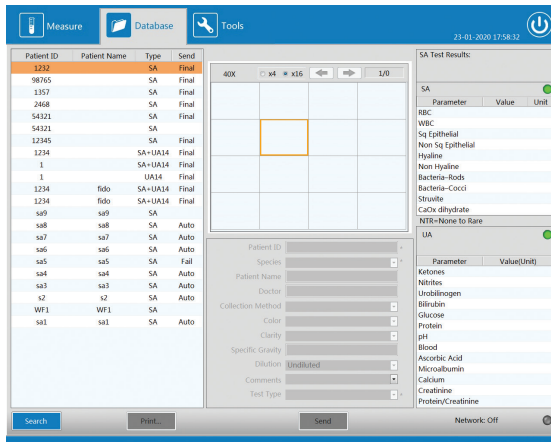 Measure Database Tools
23-01-2020 17:58:32
Patient ID Patient Name Type Send
1232 SA Final
98765 SA Final
1357 SA Final
2468 SA Final
54321 SA Final
54321 SA
12345 SA Final
1234 SA+UA14 Final
1 SA+UA14 Final
1 UA14 Final
1234 fido SA+UA14 Final
1234 fido SA+UA14 Final
sa9 sa9 SA
sa8 sa8 SA Auto
sa7 sa7 SA Auto
sa6 sa6 SA Auto
sa5 sa5 SA Fail
sa4 sa4 SA Auto
sa3 sa3 SA Auto
s2 s2 SA Auto
WF1 WF1 SA
sa1 sa1 SA Auto
40X x4 x16 1/0
Patient ID *
Species *
Patient Name
Doctor
Collection Method
Color
Clarity
Specific Gravity
Dilution Undiluted
Comments
Test Type *
SA Test Results:
SA
Parameter Value Unit
RBC
WBC
Sq Epithelial
Non Sq Epithelial
Hyaline
Non Hyaline
Bacteria-Rods
Bacteria-Cocci
Struvite
CaOx dihydrate
NTR=None to Rare
UA
Parameter Value(Unit)
Ketones
Nitrites
Urobilinogen
Bilirubin
Glucose
Protein
pH
Blood
Ascorbic Acid
Microalbumin
Calcium
Creatinine
Protein/Creatinine
Search Print... Send Network: Off